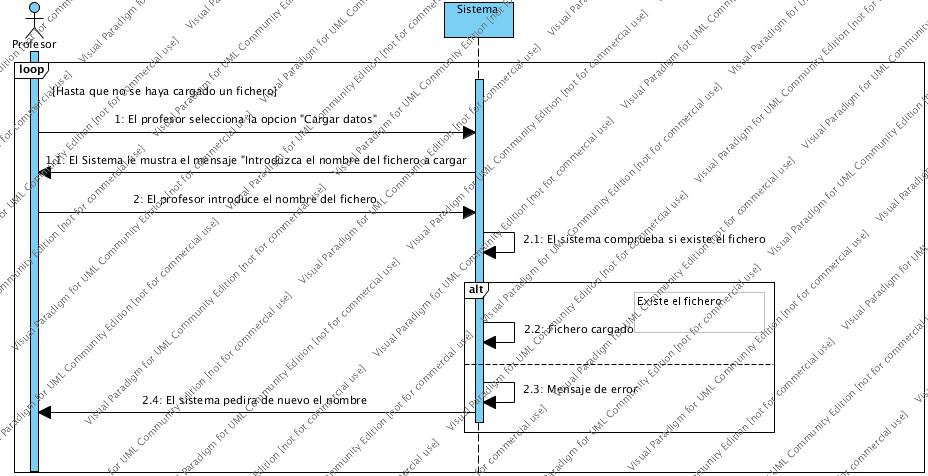 Sistema
Profesor
loop
[Hasta que no se haya cargado un fichero]
1: El profesor selecciona la opcion "Cargar datos"
1.1: El Sistema le mustra el mensaje "Introduzca el nombre del fichero a cargar
2: El profesor introduce el nombre del fichero
2.1: El sistema comprueba si existe el fichero
alt
Existe el fichero
2.2: Fichero cargado
2.3: Mensaje de error
2.4: El sistema pedira de nuevo el nombre
Visual Paradigm for UML Community Edition [not for commercial use]